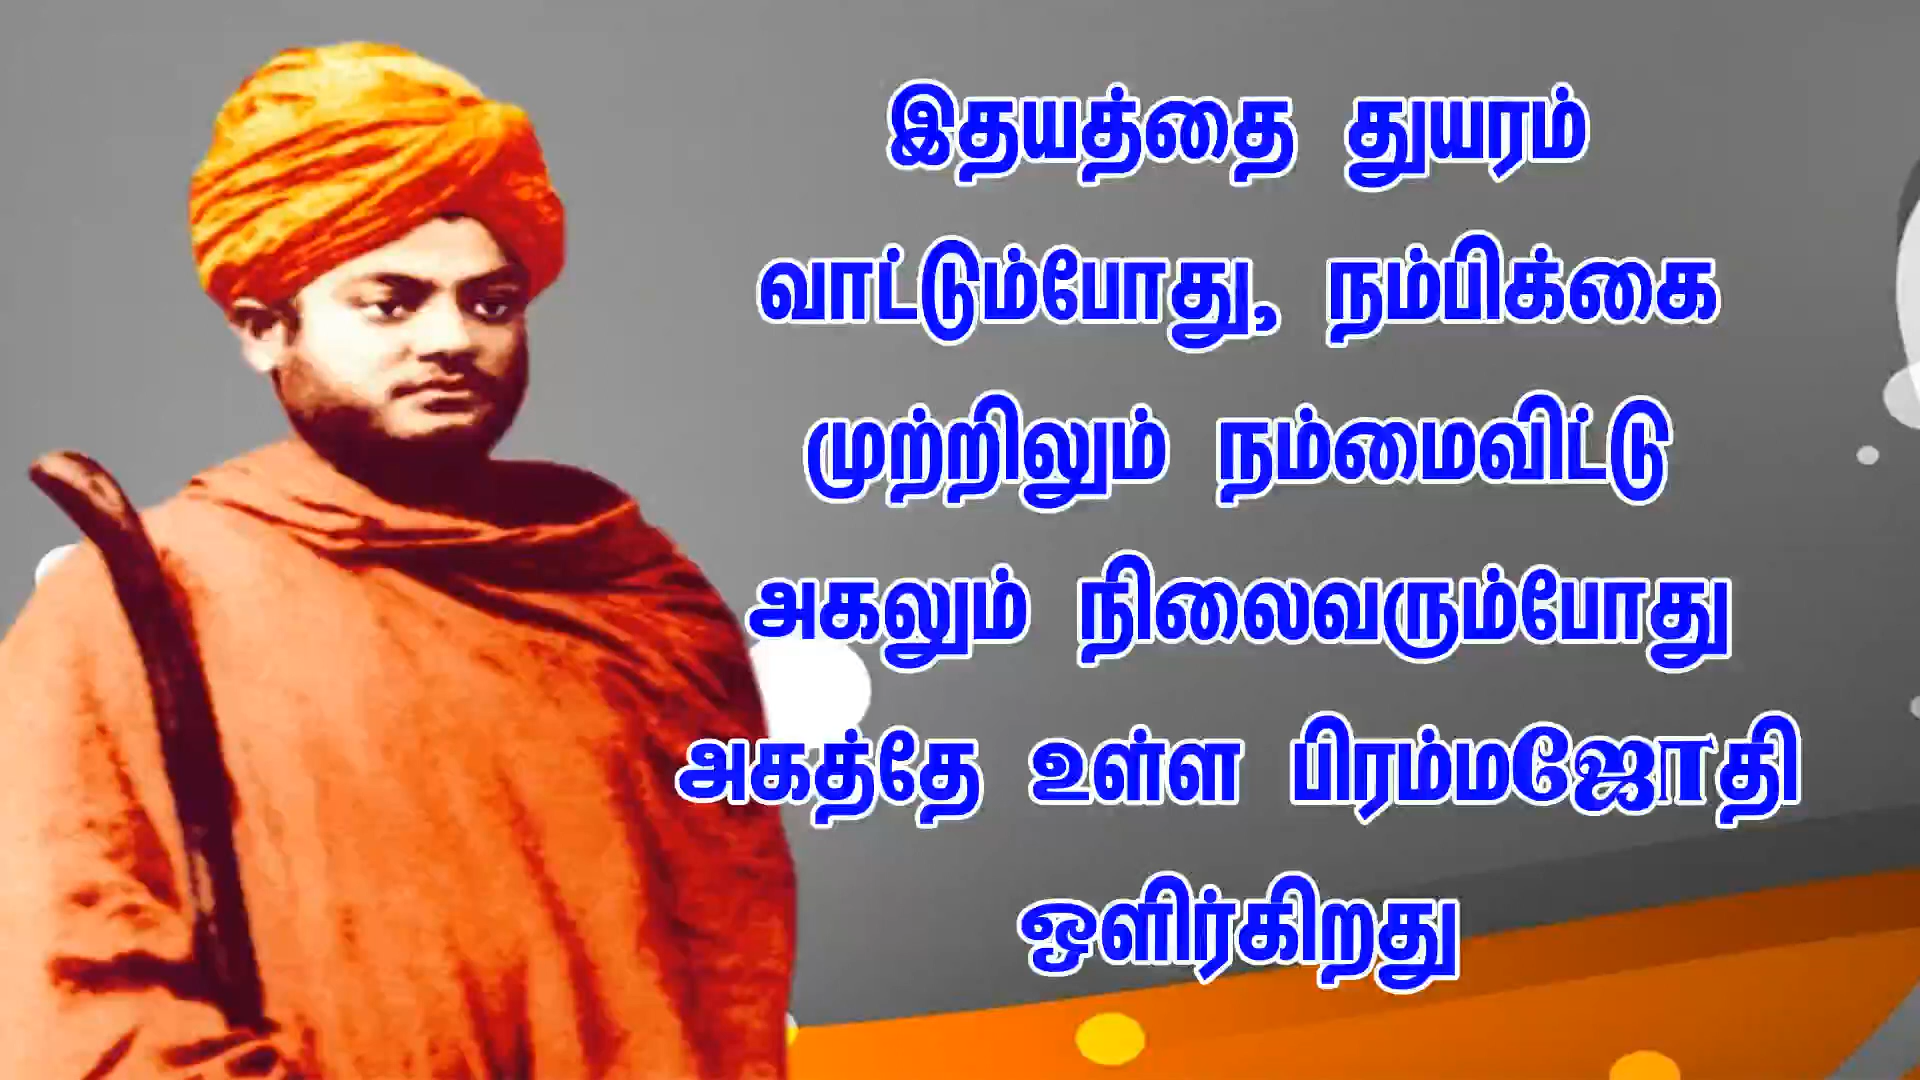 இதயத்தை துயரம்
வாட்டும்போது, நம்பிக்கை
முற்றிலும் நம்மைவிட்டு
அகலும் நிலைவரும்போது
அகத்தே உள்ள பிரம்மஜோதி
ஒளிர்கிறது